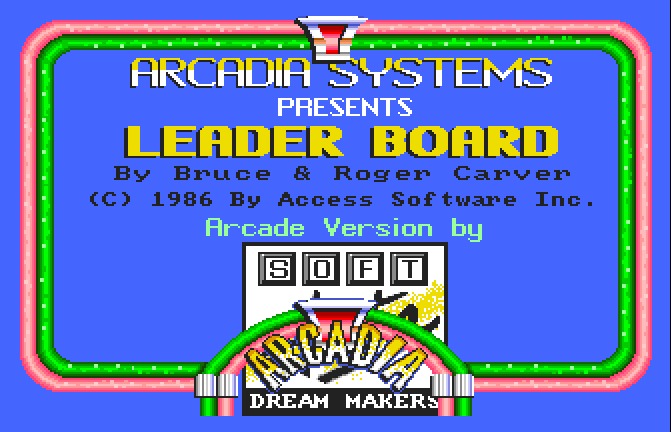 ARCADIA SYSTEMS
PRESENTS
LEADER BOARD
By Bruce & Roger Carver
(C) 1986 By Access Software Inc.
Arcade Version by
SOFT
ARCADIA
DREAM MAKERS